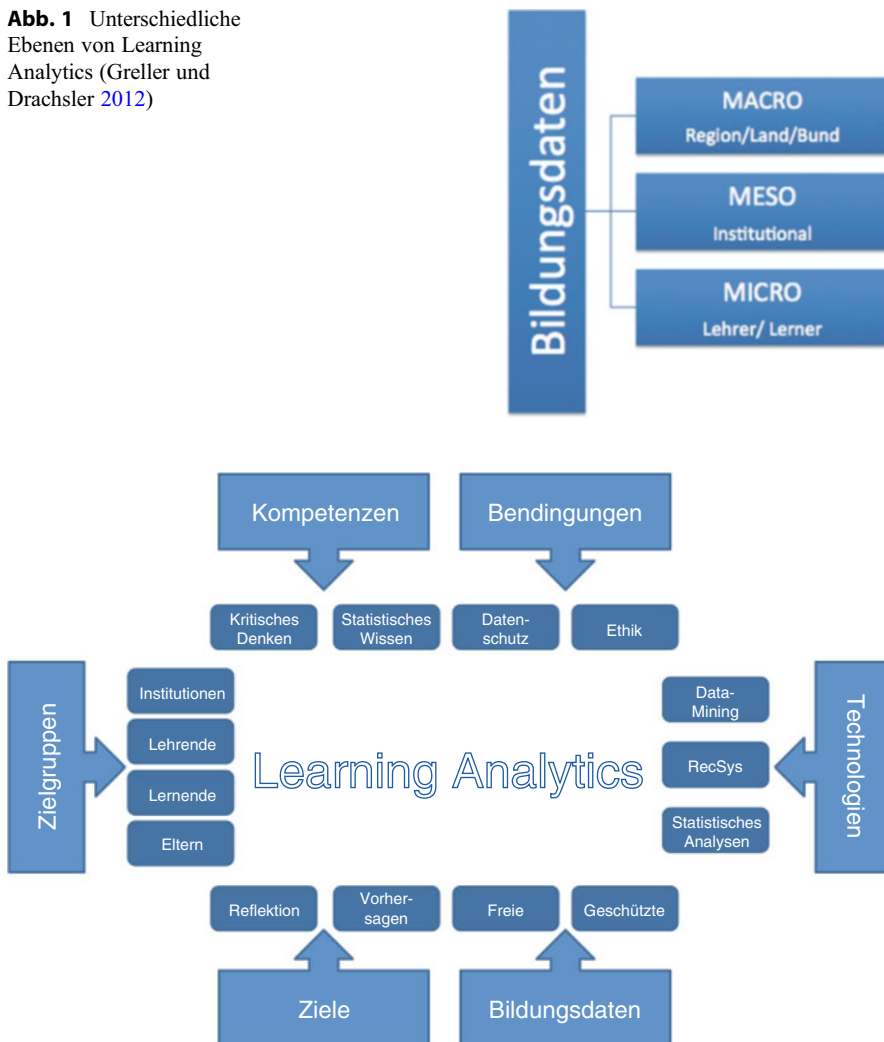 Abb. 1 Unterschiedliche
Ebenen von Learning
Analytics (Greller und
Drachsler 2012)
Bildungsdaten
MACRO
Region/Land/Bund
MESO
Institutional
MICRO
Lehrer/ Lerner
Kompetenzen
Bendingungen
Kritisches
Denken
Statistisches
Wissen
Daten-
schutz
Ethik
Zielgruppen
Institutionen
Lehrende
Lernende
Eltern
Learning Analytics
Data-
Mining
RecSys
Statistisches
Analysen
Technologien
Reflektion
Vorher-
sagen
Freie
Geschützte
Ziele
Bildungsdaten